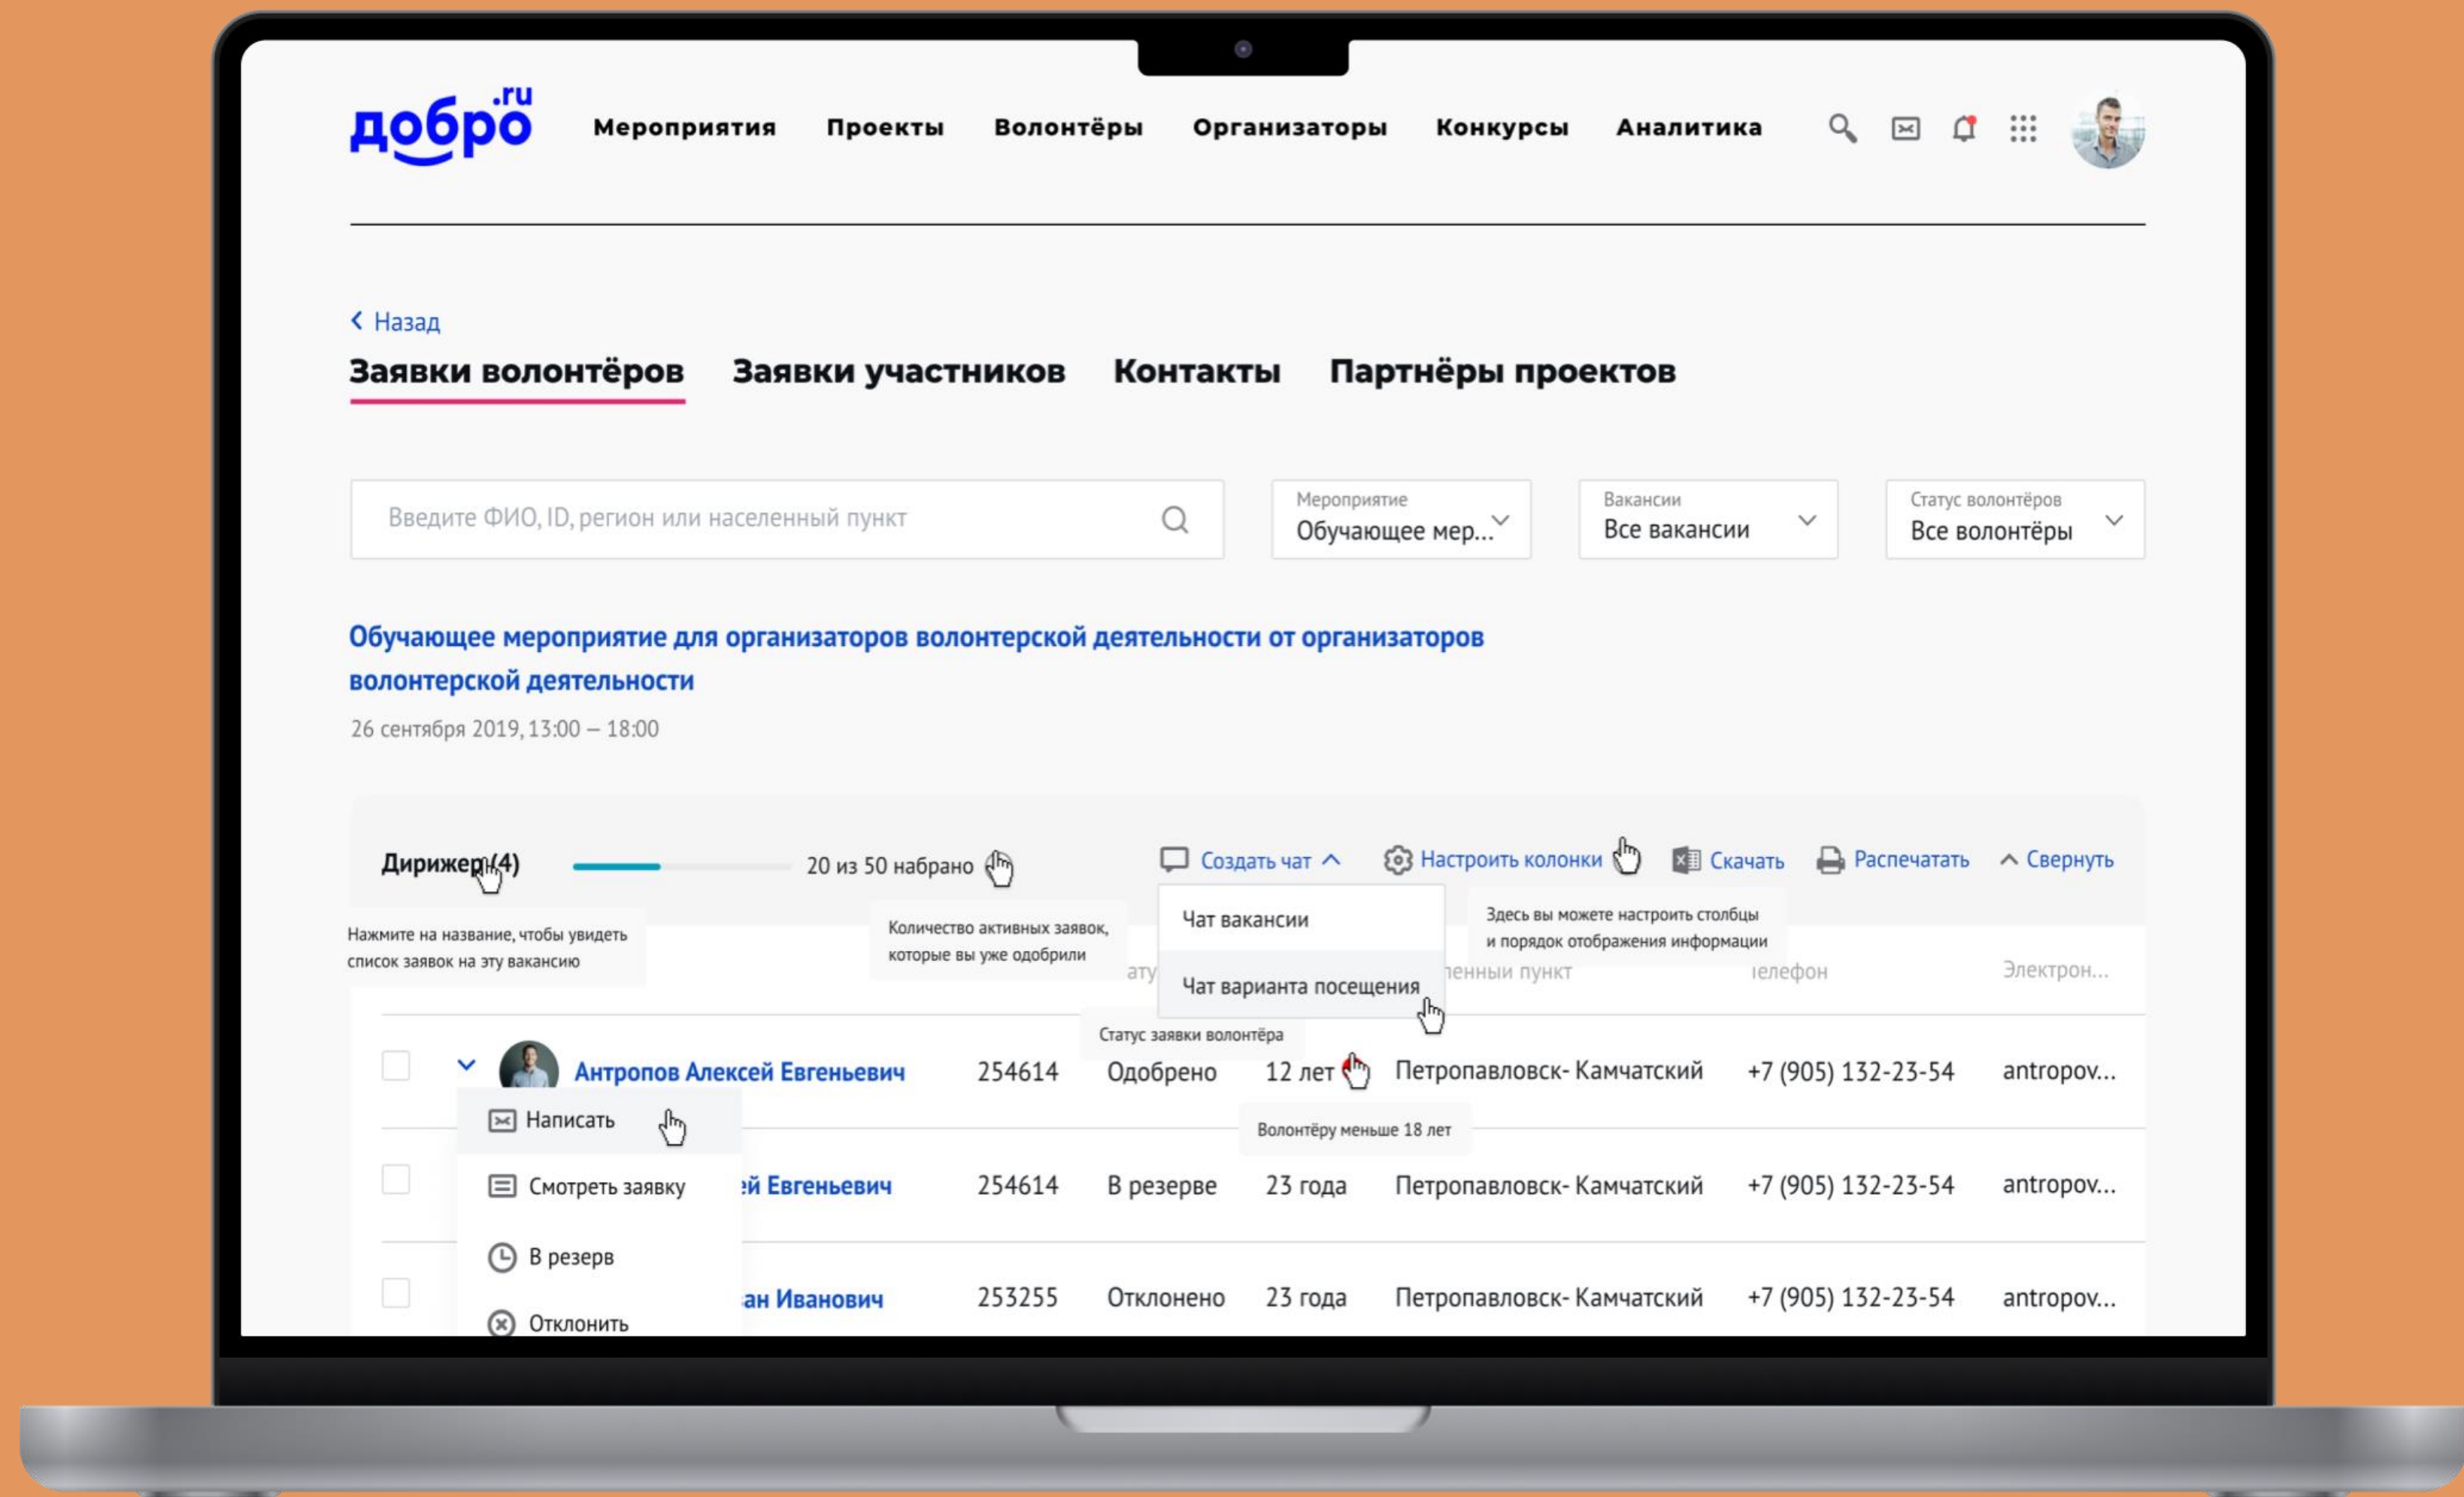 добро.ru
Мероприятия Проекты Волонтёры Организаторы Конкурсы Аналитика
Назад
Заявки волонтёров Заявки участников Контакты Партнёры проектов
Введите ФИО, ID, регион или населенный пункт
Мероприятие
Обучающее мер...
Вакансии
Все вакансии
Статус волонтёров
Все волонтёры
Обучающее мероприятие для организаторов волонтерской деятельности от организаторов
волонтерской деятельности
26 сентября 2019, 13:00 – 18:00
Дирижер (4) 20 из 50 набрано Создать чат Настроить колонки Скачать Распечатать Свернуть
Нажмите на название, чтобы увидеть
список заявок на эту вакансию
Количество активных заявок,
которые вы уже одобрили
Чат вакансии
Чат варианта посещения
Здесь вы можете настроить столбцы
и порядок отображения информации
пункт Электрон...
Статус заявки волонтёра
Антропов Алексей Евгеньевич 254614 Одобрено 12 лет Петропавловск- Камчатский +7 (905) 132-23-54 antropov...
Волонтёру меньше 18 лет
Написать
Смотреть заявку
В резерв
Отклонить
ей Евгеньевич 254614 В резерве 23 года Петропавловск- Камчатский +7 (905) 132-23-54 antropov...
ан Иванович 253255 Отклонено 23 года Петропавловск- Камчатский +7 (905) 132-23-54 antropov...